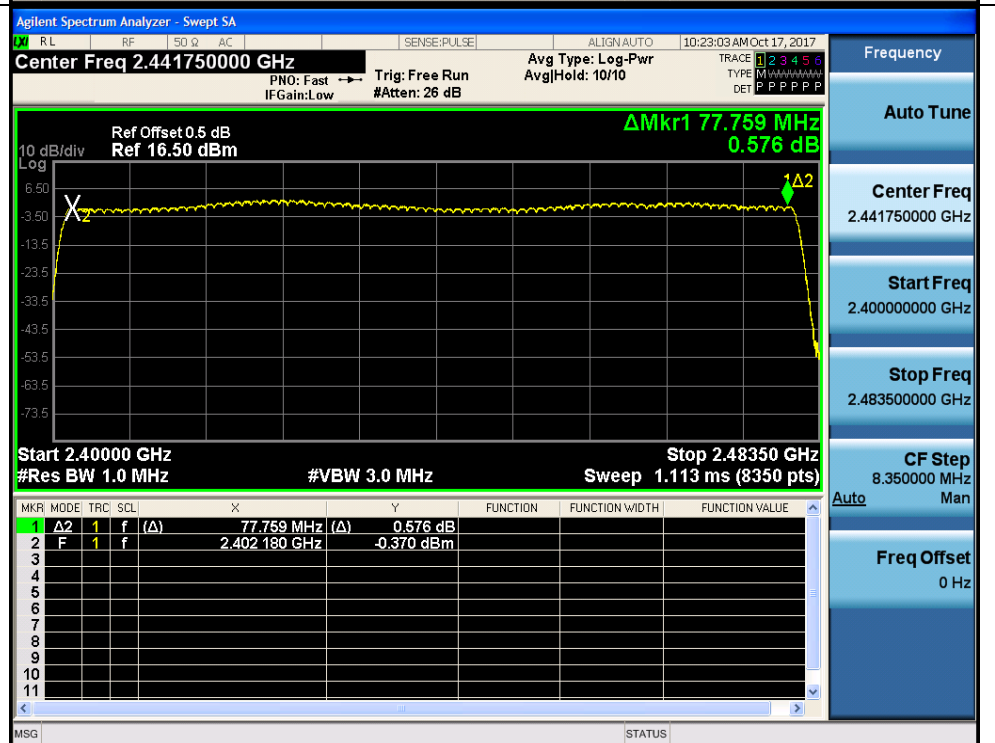 Agilent Spectrum Analyzer - Swept SA
LXI RL RF 50 Ω AC SENSE:PULSE ALIGN AUTO 10:23:03 AM Oct 17, 2017
Center Freq 2.441750000 GHz
PNO: Fast Trig: Free Run Avg Type: Log-Pwr TRACE 1 2 3 4 5 6
IFGain:Low #Atten: 26 dB Avg|Hold: 10/10 TYPE M WWWWW
DET P P P P P P
ΔMkr1 77.759 MHz
0.576 dB
Ref Offset 0.5 dB
10 dB/div Ref 16.50 dBm
Log
6.50
-3.50
-13.5
-23.5
-33.5
-43.5
-53.5
-63.5
-73.5
X2
1Δ2
Start 2.40000 GHz Stop 2.48350 GHz
#Res BW 1.0 MHz #VBW 3.0 MHz Sweep 1.113 ms (8350 pts)
MKR MODE TRC SCL X Y FUNCTION FUNCTION WIDTH FUNCTION VALUE
1 Δ2 1 f (Δ) 77.759 MHz (Δ) 0.576 dB
2 F 1 f 2.402 180 GHz -0.370 dBm
3
4
5
6
7
8
9
10
11
MSG STATUS
Frequency
Auto Tune
Center Freq
2.441750000 GHz
Start Freq
2.400000000 GHz
Stop Freq
2.483500000 GHz
CF Step
8.350000 MHz
Auto Man
Freq Offset
0 Hz